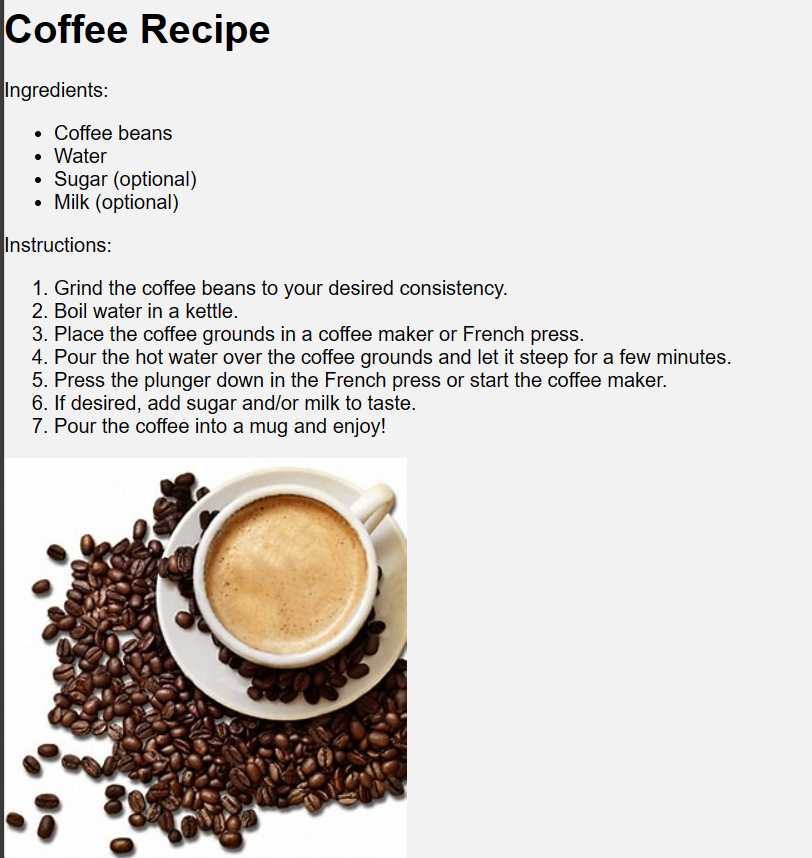 Coffee Recipe
Ingredients:
• Coffee beans
• Water
• Sugar (optional)
• Milk (optional)
Instructions:
1. Grind the coffee beans to your desired consistency.
2. Boil water in a kettle.
3. Place the coffee grounds in a coffee maker or French press.
4. Pour the hot water over the coffee grounds and let it steep for a few minutes.
5. Press the plunger down in the French press or start the coffee maker.
6. If desired, add sugar and/or milk to taste.
7. Pour the coffee into a mug and enjoy!